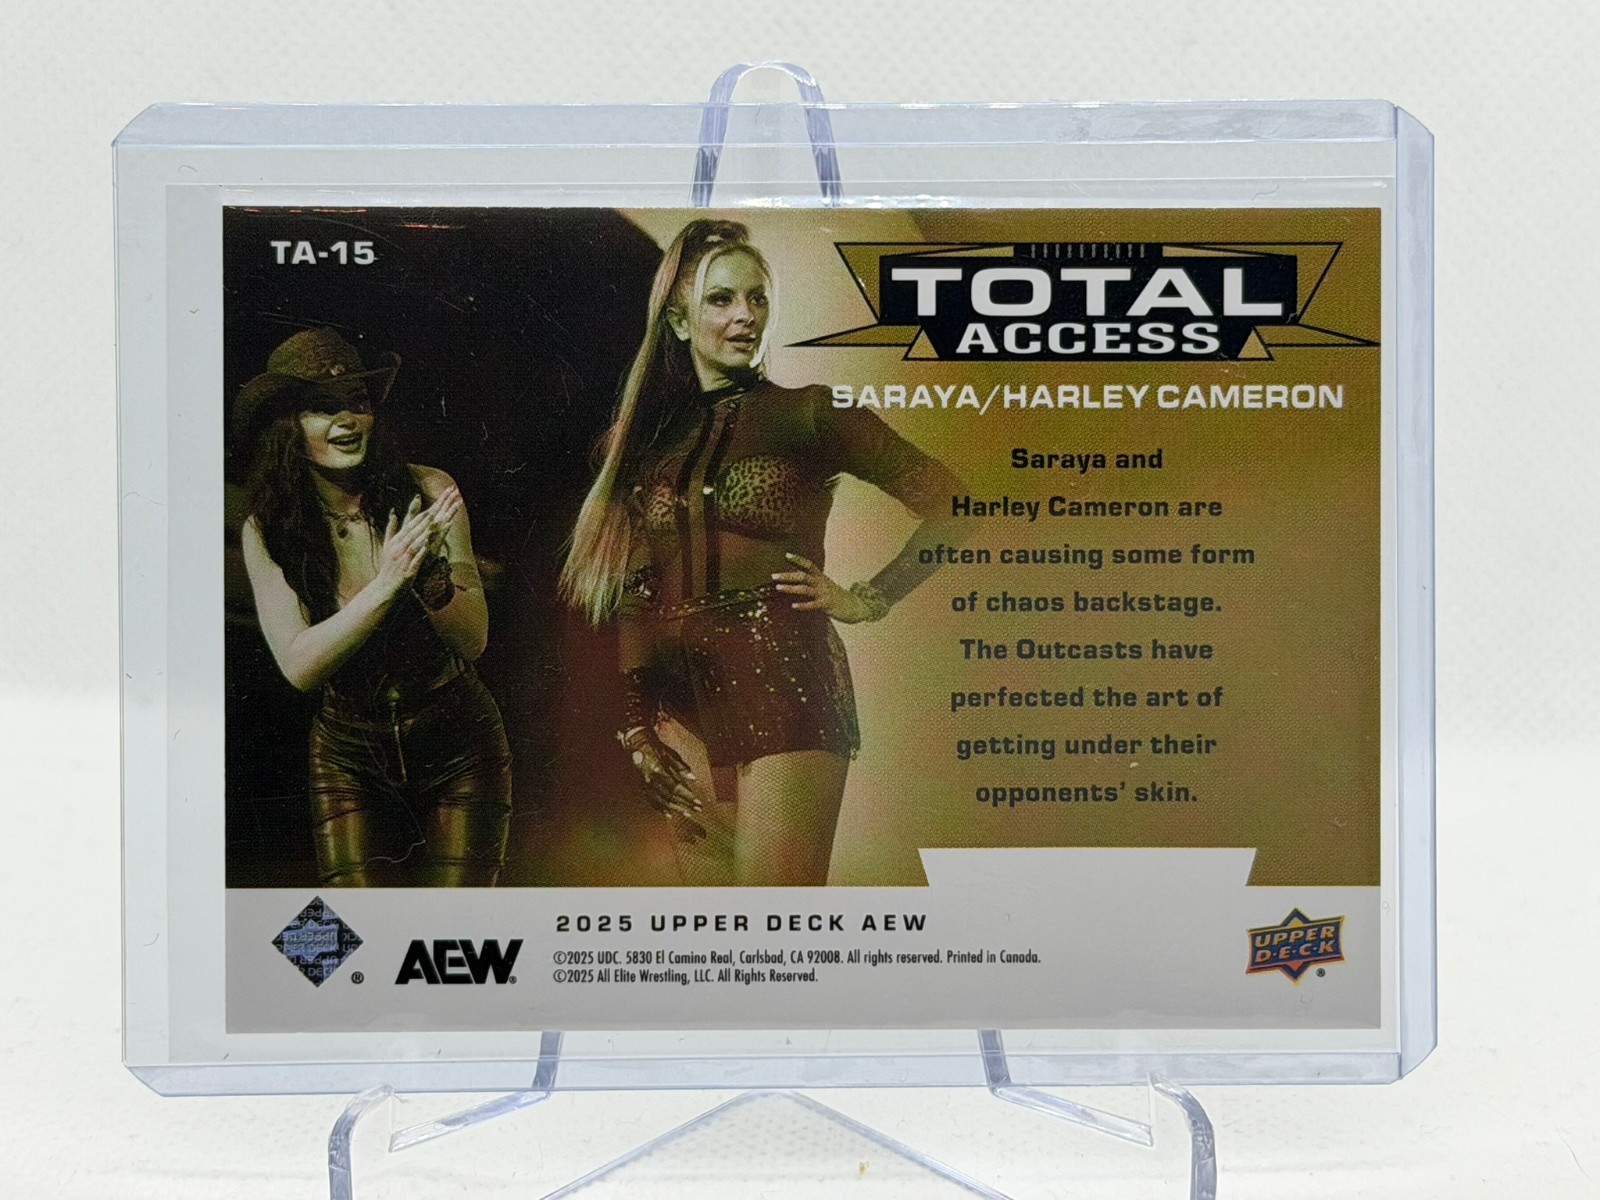 TA-15
TOTAL
ACCESS
SARAYA/HARLEY CAMERON
Saraya and
Harley Cameron are
often causing some form
of chaos backstage.
The Outcasts have
perfected the art of
getting under their
opponents' skin.
2025 UPPER DECK AEW
©2025 UDC. 5830 El Camino Real, Carlsbad, CA 92008. All rights reserved. Printed in Canada.
©2025 All Elite Wrestling, LLC. All Rights Reserved.
®
AEW®
UPPER
D·E·C·K
®